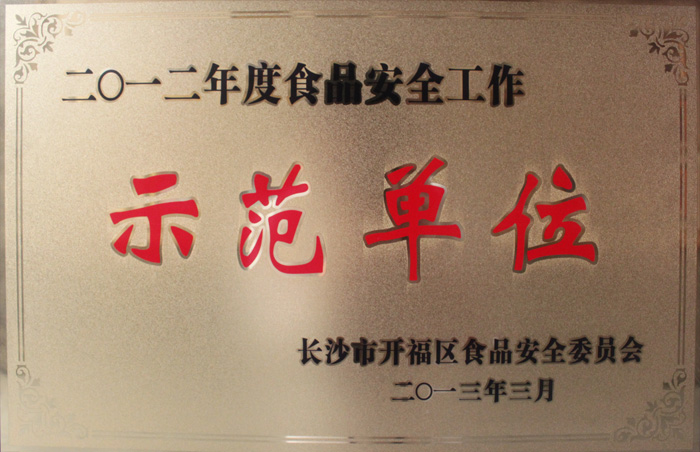 二〇一二年度食品安全工作
示范单位
长沙市开福区食品安全委员会
二〇一三年三月